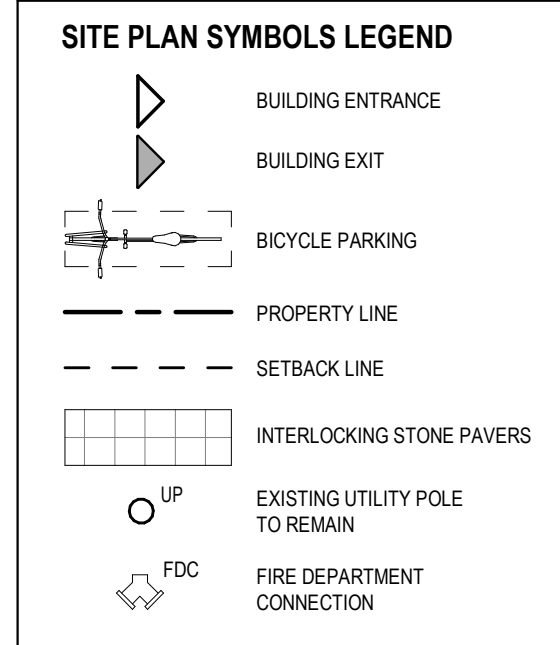 SITE PLAN SYMBOLS LEGEND
BUILDING ENTRANCE
BUILDING EXIT
BICYCLE PARKING
PROPERTY LINE
SETBACK LINE
INTERLOCKING STONE PAVERS
UP
EXISTING UTILITY POLE
TO REMAIN
FDC
FIRE DEPARTMENT
CONNECTION